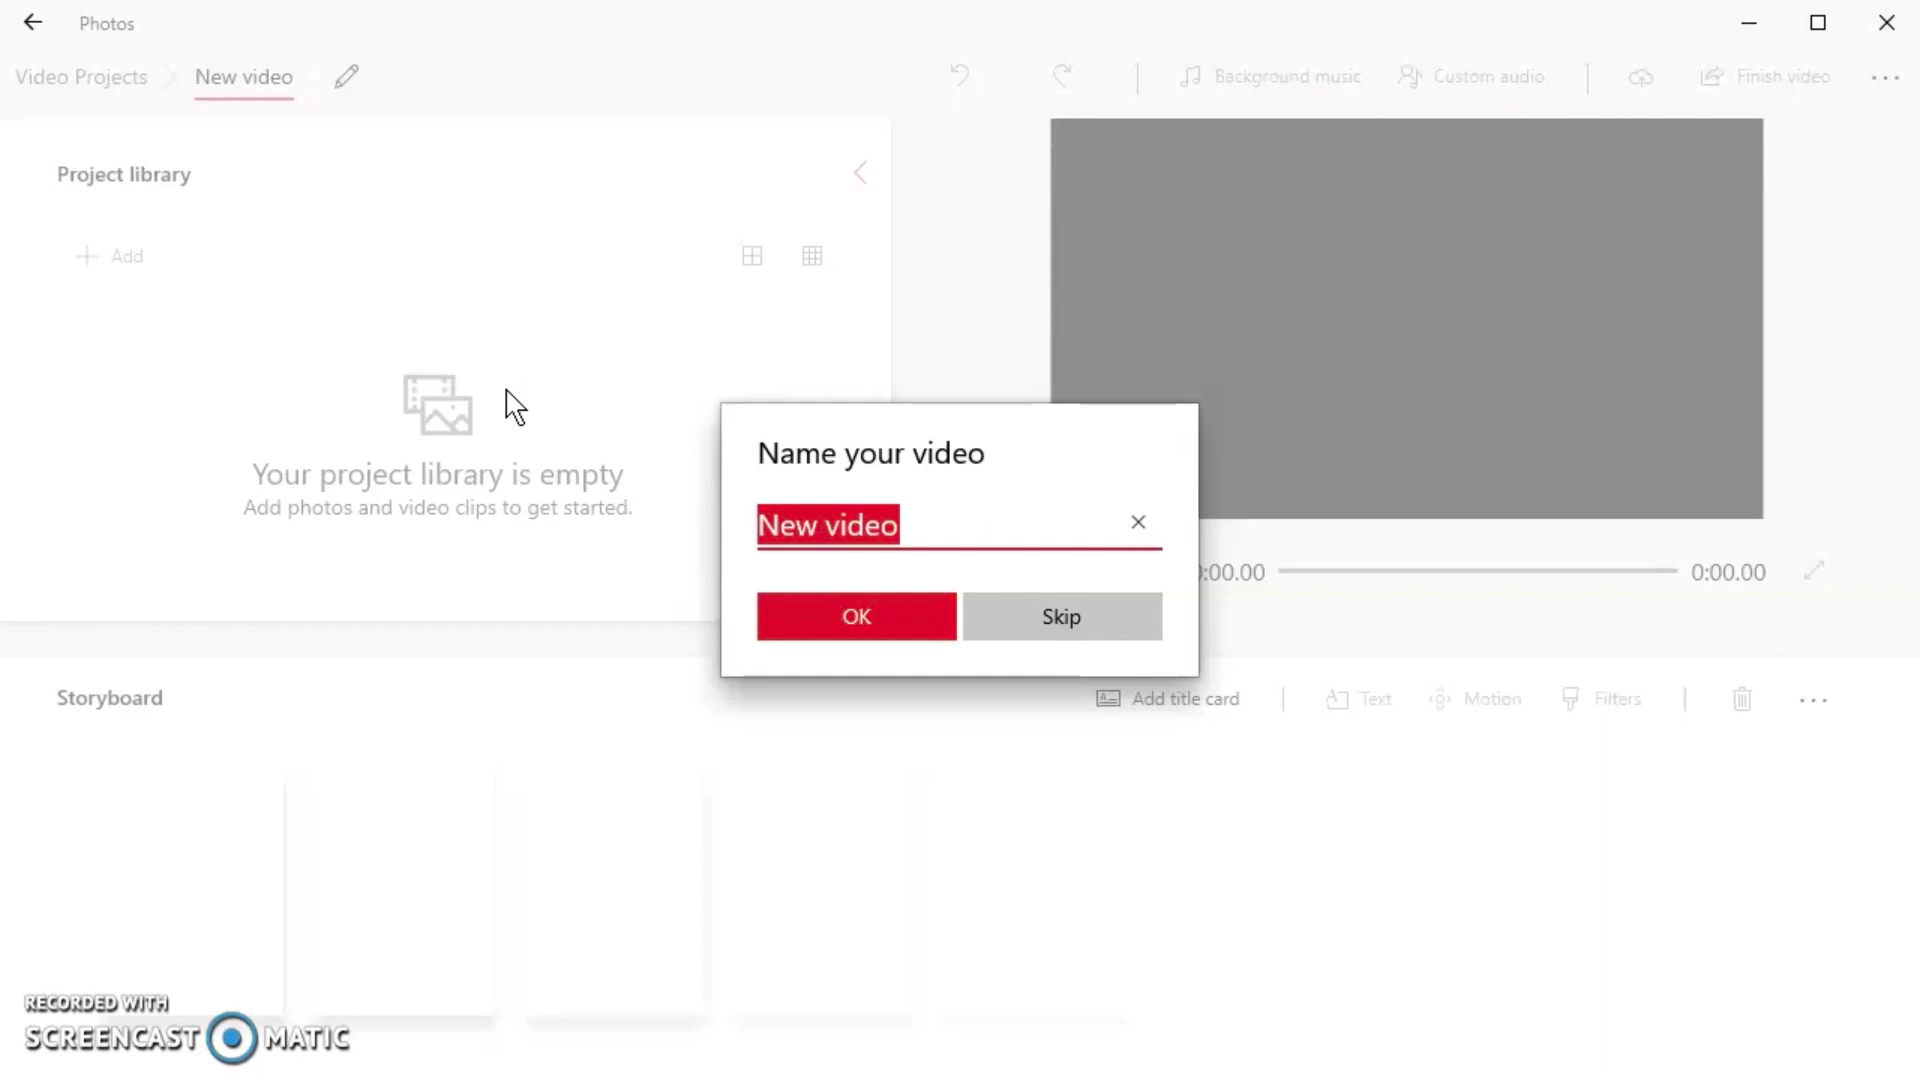 Photos
Video Projects New video
Background music Custom audio Finish video
Project library
Add
Your project library is empty
Add photos and video clips to get started.
Name your video
New video
OK Skip
:00.00 0:00.00
Storyboard
Add title card Text Motion Filters
RECORDED WITH
SCREENCAST MATIC